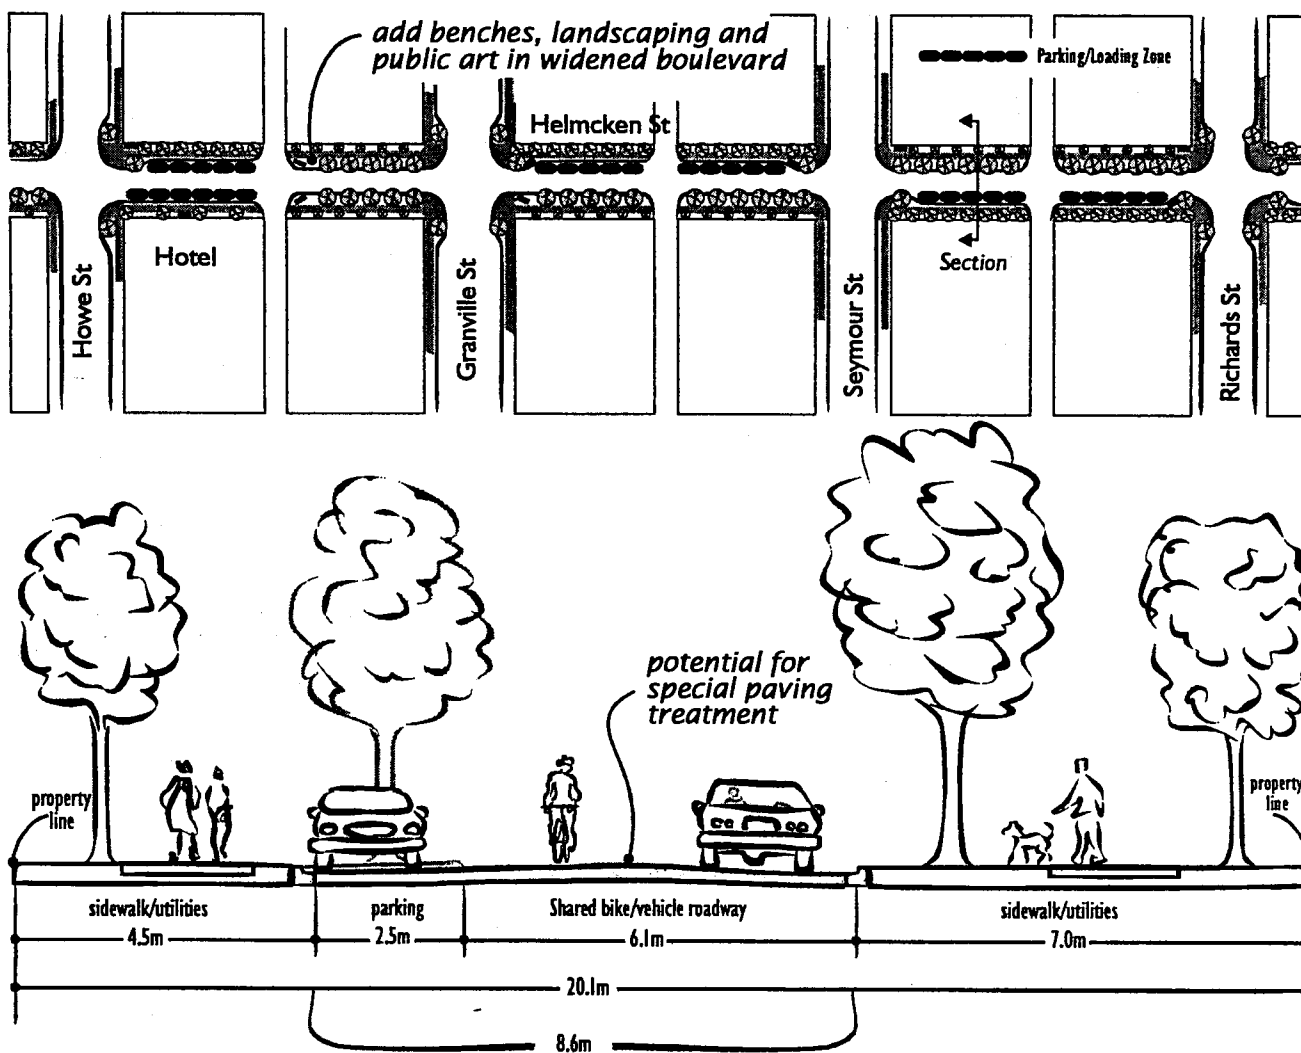 add benches, landscaping and
public art in widened boulevard
Parking/Loading Zone
Helmcken St
Hotel
Section
Howe St
Granville St
Seymour St
Richards St
potential for
special paving
treatment
property
line
property
line
sidewalk/utilities
parking
Shared bike/vehicle roadway
sidewalk/utilities
4.5m
2.5m
6.1m
7.0m
20.1m
8.6m